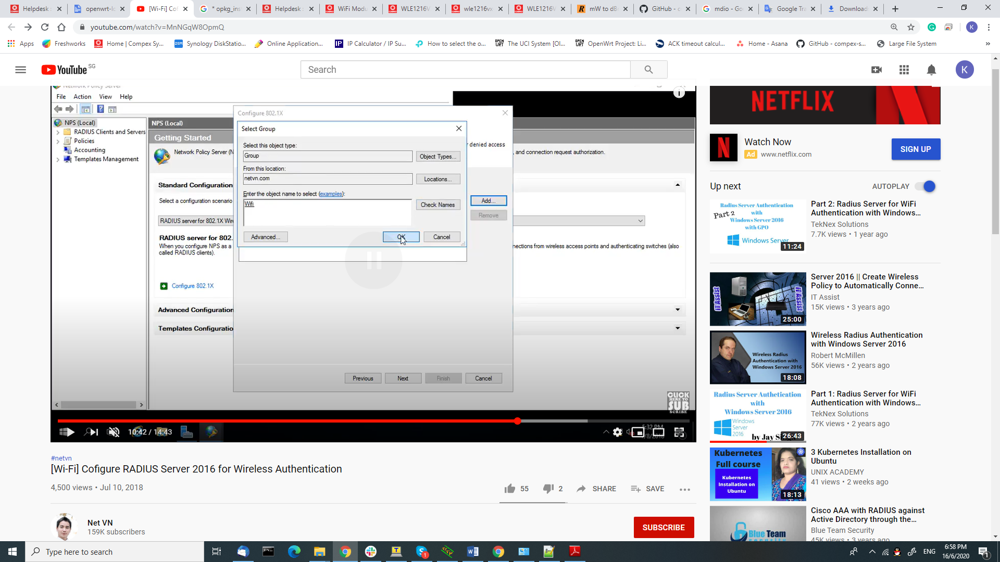 Helpdesk
openwrt-lo
[Wi-Fi] Cof
* opkg_ins
Helpdesk
WiFi Modu
WLE1216V
wle1216vx
WLE1216V
mW to dB
GitHub - c
mdio - Goo
Google Tra
Download
youtube.com/watch?v=MnNGqW8OpmQ
K
Apps
Freshworks
Home | Compex Sy...
Synology DiskStatio...
Online Application...
IP Calculator / IP Su...
How to select the o...
The UCI System [Ol...
OpenWrt Project: Li...
ACK timeout calcul...
Home - Asana
GitHub - compex-s...
Large File System
»
YouTube SG
Search
K
Network Policy Server
File Action View Help
NPS (Local)
RADIUS Clients and Servers
Policies
Accounting
Templates Management
NPS (Local)
Getting Started
Network Policy Server (N
and connection request authorization.
Standard Configuration
Select a configuration scenario
RADIUS server for 802.1X Wire
RADIUS server for 802.
When you configure NPS as a
called RADIUS clients).
nections from wireless access points and authenticating switches (also
Configure 802.1X
Advanced Configuration
Templates Configuratio
Configure 802.1X
r denied access
Select Group
Select this object type:
Group
Object Types...
From this location:
netvn.com
Locations...
Enter the object name to select (examples):
Wifi
Check Names
Advanced...
OK
Cancel
Add...
Remove
Previous
Next
Finish
Cancel
CLICK
HERE TO
SUB
SCRIBE
10:42 / 14:43
5:32 PM
#netvn
[Wi-Fi] Cofigure RADIUS Server 2016 for Wireless Authentication
4,500 views • Jul 10, 2018
55
2
SHARE
SAVE
Net VN
159K subscribers
SUBSCRIBE
NETFLIX
Watch Now
Ad www.netflix.com
SIGN UP
Up next
AUTOPLAY
Radius Server Authentication
with
Part 2
Windows Server 2016
with GPO
Windows Server
11:24
Part 2: Radius Server for WiFi
Authentication with Windows...
TekNex Solutions
7.7K views • 1 year ago
IT Assist
IT Assist
25:00
Server 2016 || Create Wireless
Policy to Automatically Conne...
IT Assist
15K views • 3 years ago
Wireless Radius
Authentication with
Windows Server 2016
18:08
Wireless Radius Authentication
with Windows Server 2016
Robert McMillen
56K views • 2 years ago
Radius Server Authetication
with
Windows Server 2016
Windows
Server
2016
by Jay Si
26:43
Part 1: Radius Server for WiFi
Authentication with Windows...
TekNex Solutions
77K views • 2 years ago
Kubernetes
Full course
Kubernetes
Installation on
Ubuntu
18:13
3 Kubernetes Installation on
Ubuntu
UNIX ACADEMY
41 views • 2 weeks ago
Blue Team
Cisco AAA with RADIUS against
Active Directory through the...
Blue Team Security
45K views • 3 years ago
Type here to search
ENG
6:58 PM
16/6/2020